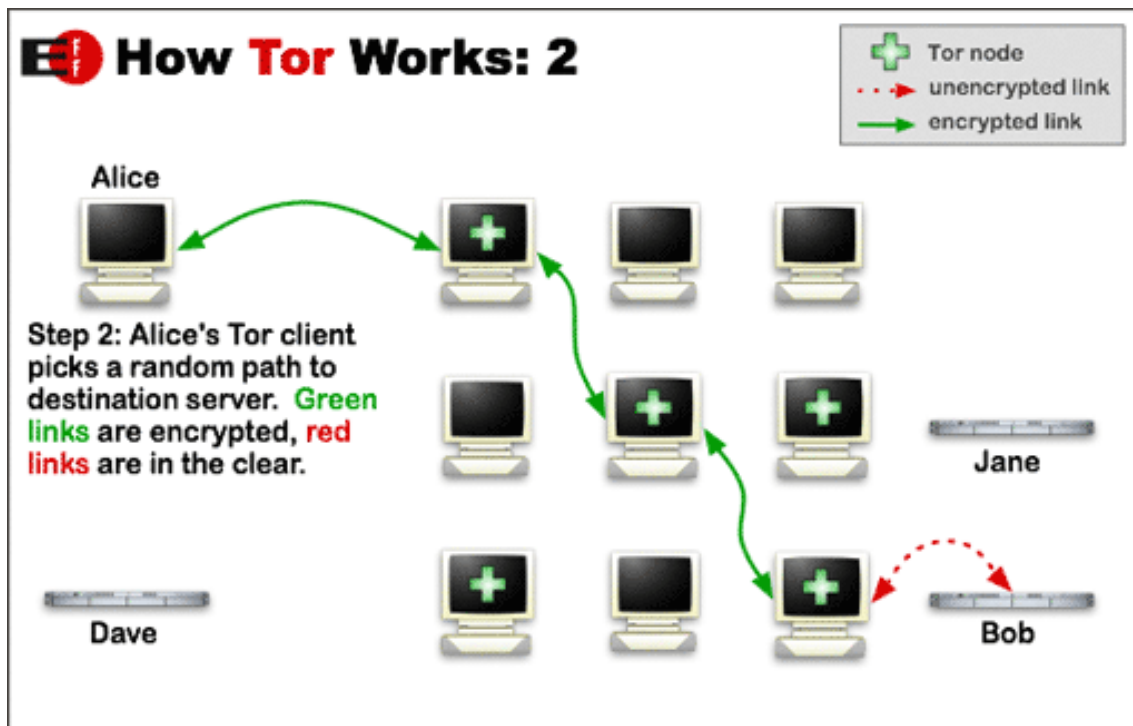 EFF How Tor Works: 2
Tor node
unencrypted link
encrypted link
Alice
Step 2: Alice's Tor client
picks a random path to
destination server. Green
links are encrypted, red
links are in the clear.
Jane
Dave
Bob